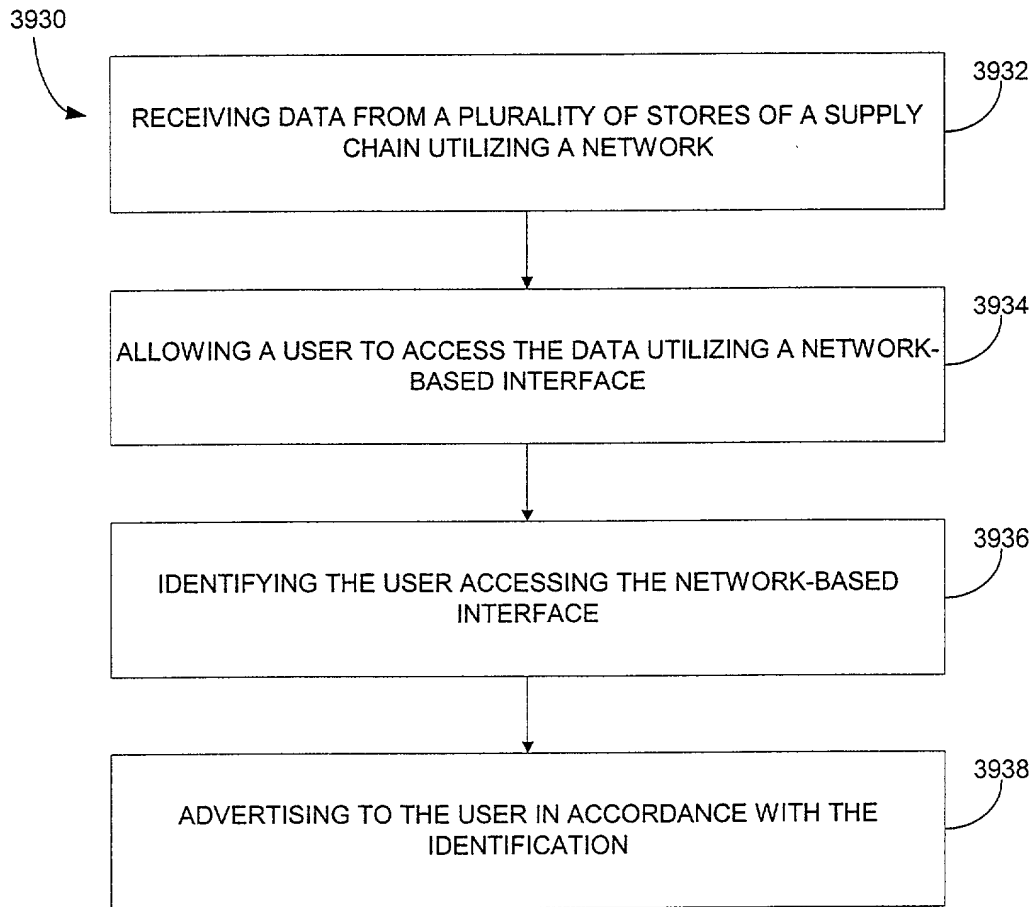 3930
3932
RECEIVING DATA FROM A PLURALITY OF STORES OF A SUPPLY
CHAIN UTILIZING A NETWORK
3934
ALLOWING A USER TO ACCESS THE DATA UTILIZING A NETWORK-
BASED INTERFACE
3936
IDENTIFYING THE USER ACCESSING THE NETWORK-BASED
INTERFACE
3938
ADVERTISING TO THE USER IN ACCORDANCE WITH THE
IDENTIFICATION